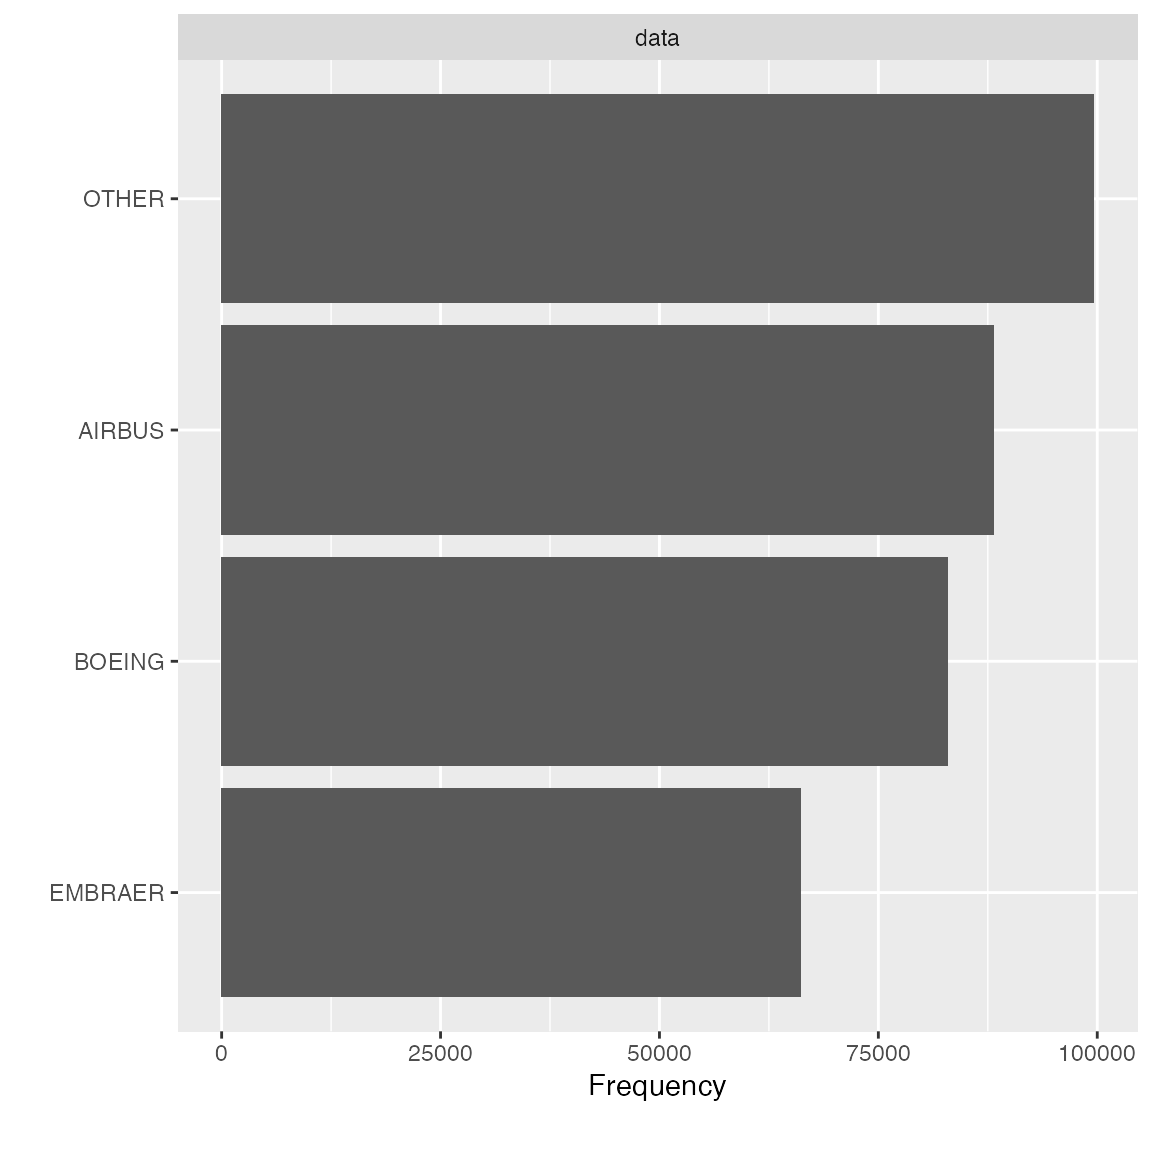 data
OTHER
AIRBUS
BOEING
EMBRAER
0 25000 50000 75000 100000
Frequency